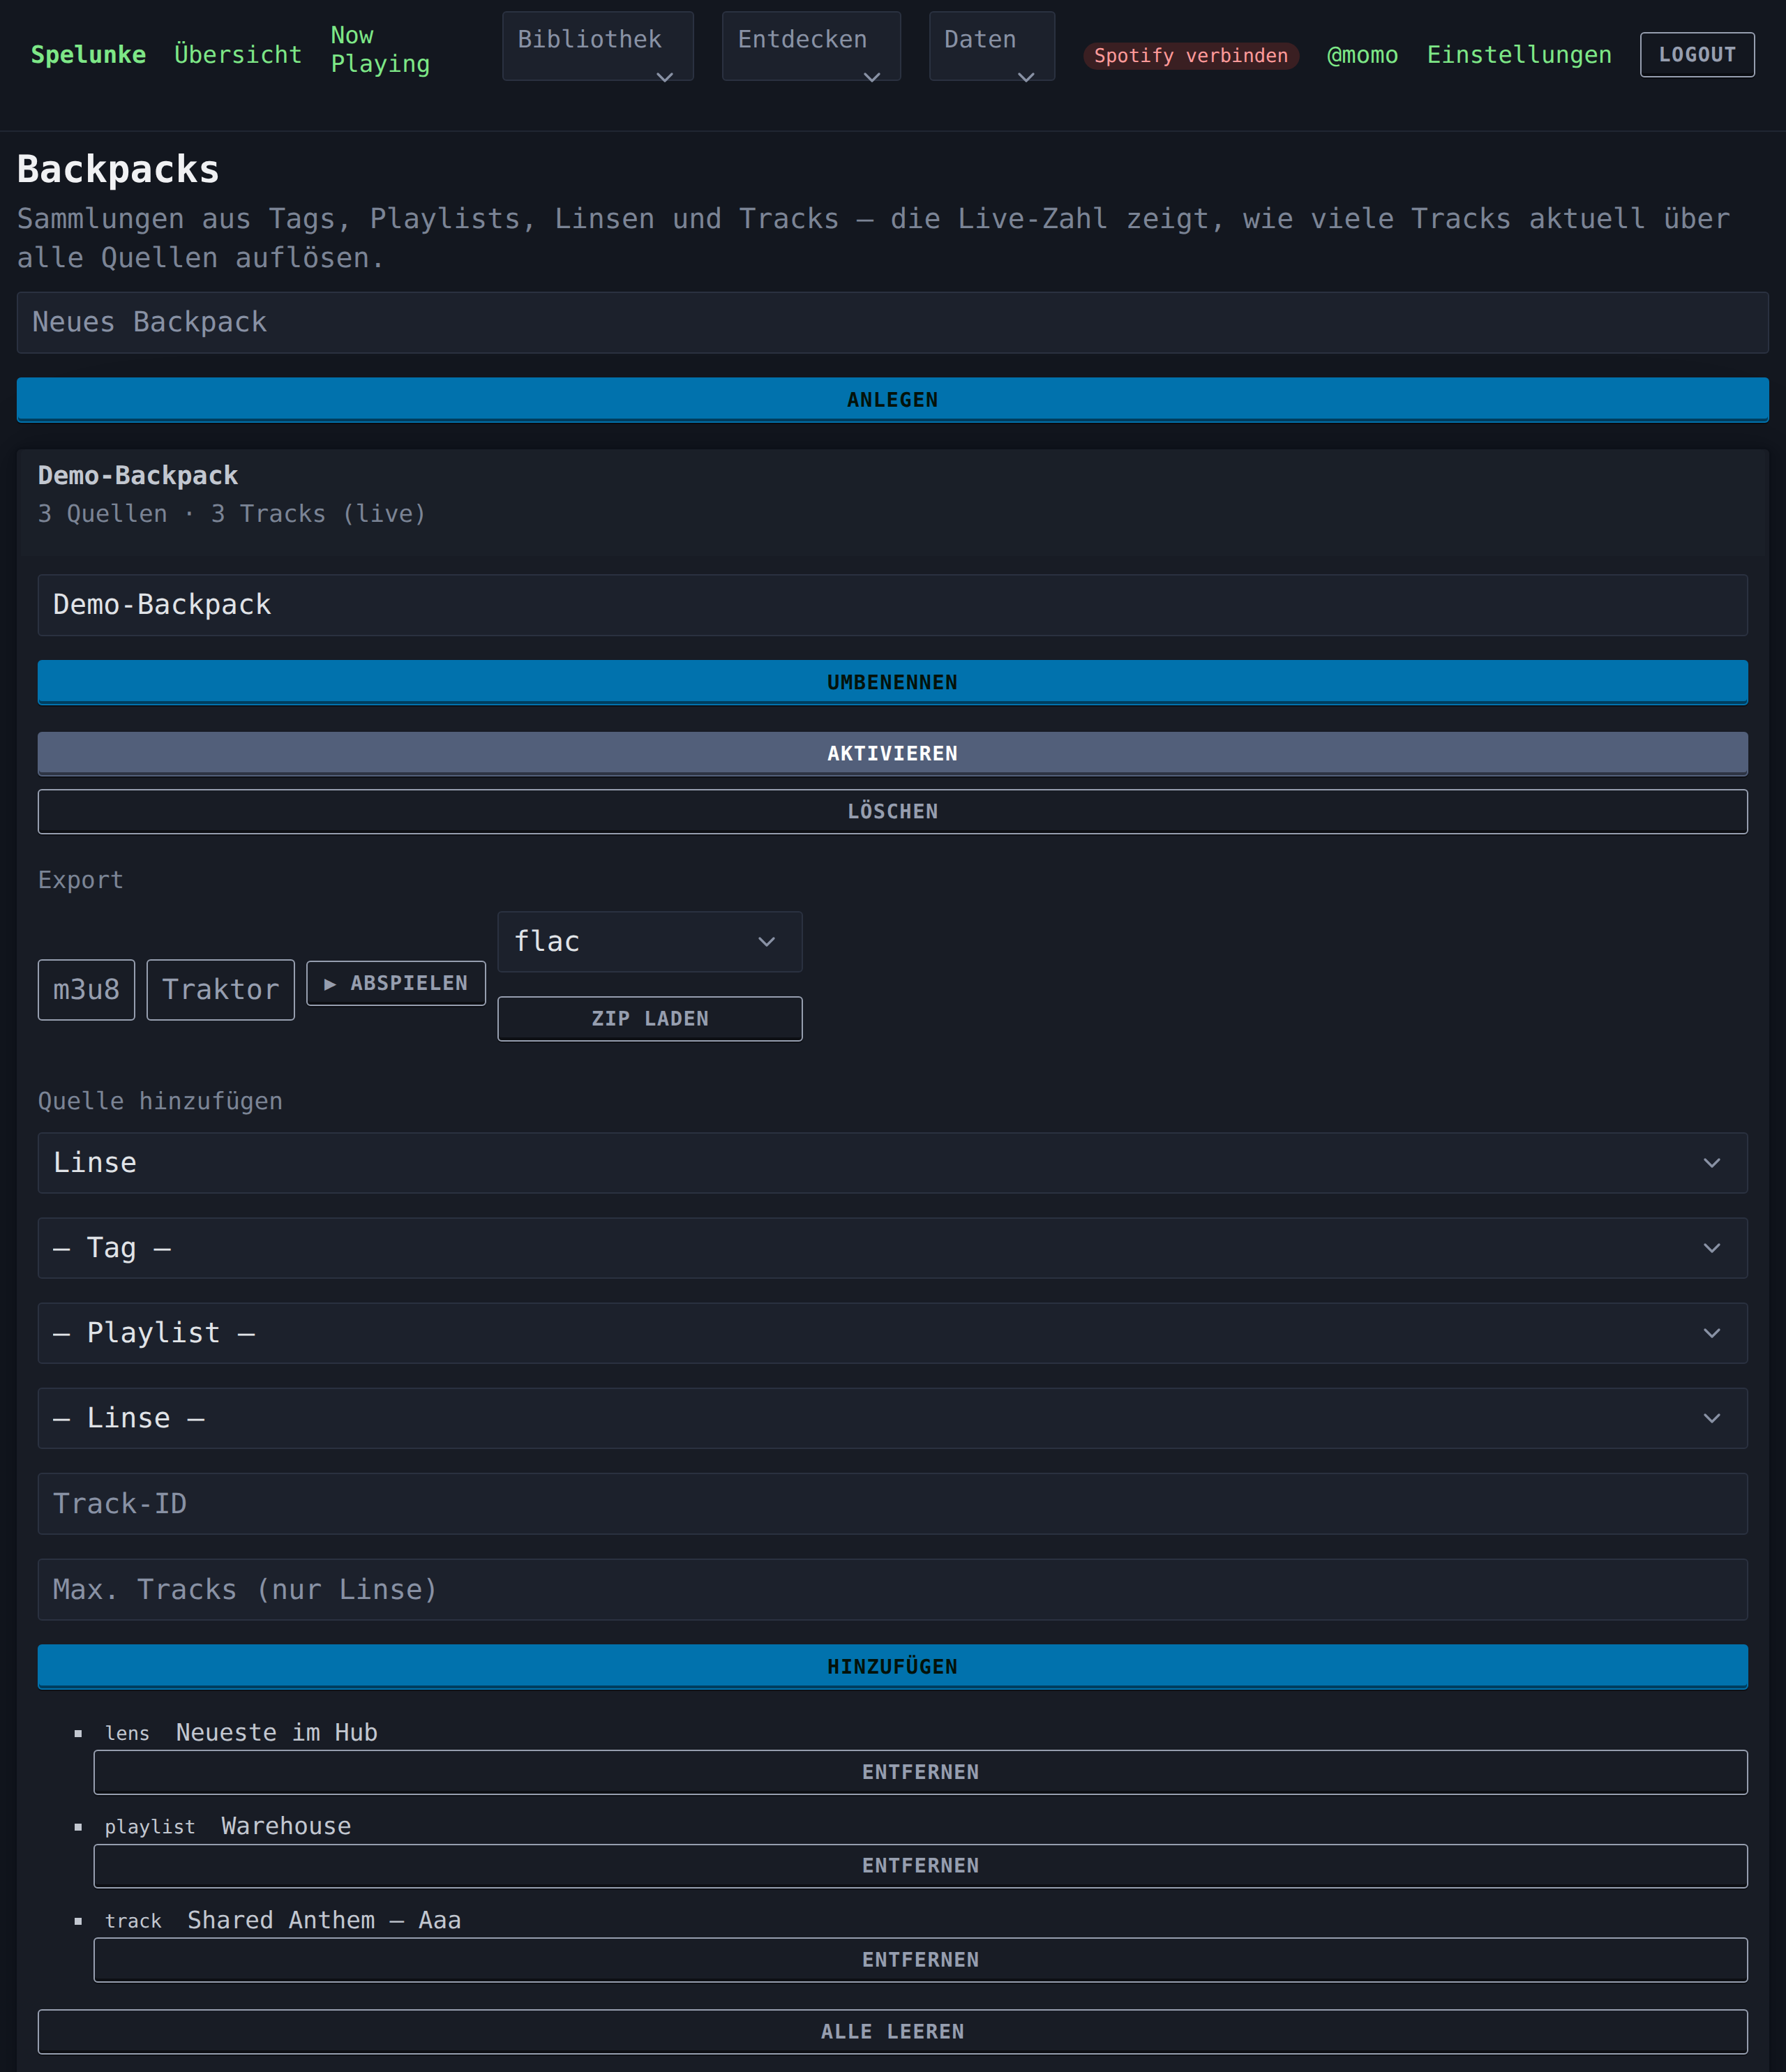 Spelunke Übersicht Now Playing Bibliothek Entdecken Daten Spotify verbinden @momo Einstellungen LOGOUT
Backpacks
Sammlungen aus Tags, Playlists, Linsen und Tracks — die Live-Zahl zeigt, wie viele Tracks aktuell über
alle Quellen auflösen.
Neues Backpack
ANLEGEN
Demo-Backpack
3 Quellen · 3 Tracks (live)
Demo-Backpack
UMBENENNEN
AKTIVIEREN
LÖSCHEN
Export
m3u8 Traktor ▶ ABSPIELEN flac
ZIP LADEN
Quelle hinzufügen
Linse
— Tag —
— Playlist —
— Linse —
Track-ID
Max. Tracks (nur Linse)
HINZUFÜGEN
lens Neueste im Hub
ENTFERNEN
playlist Warehouse
ENTFERNEN
track Shared Anthem — Aaa
ENTFERNEN
ALLE LEEREN